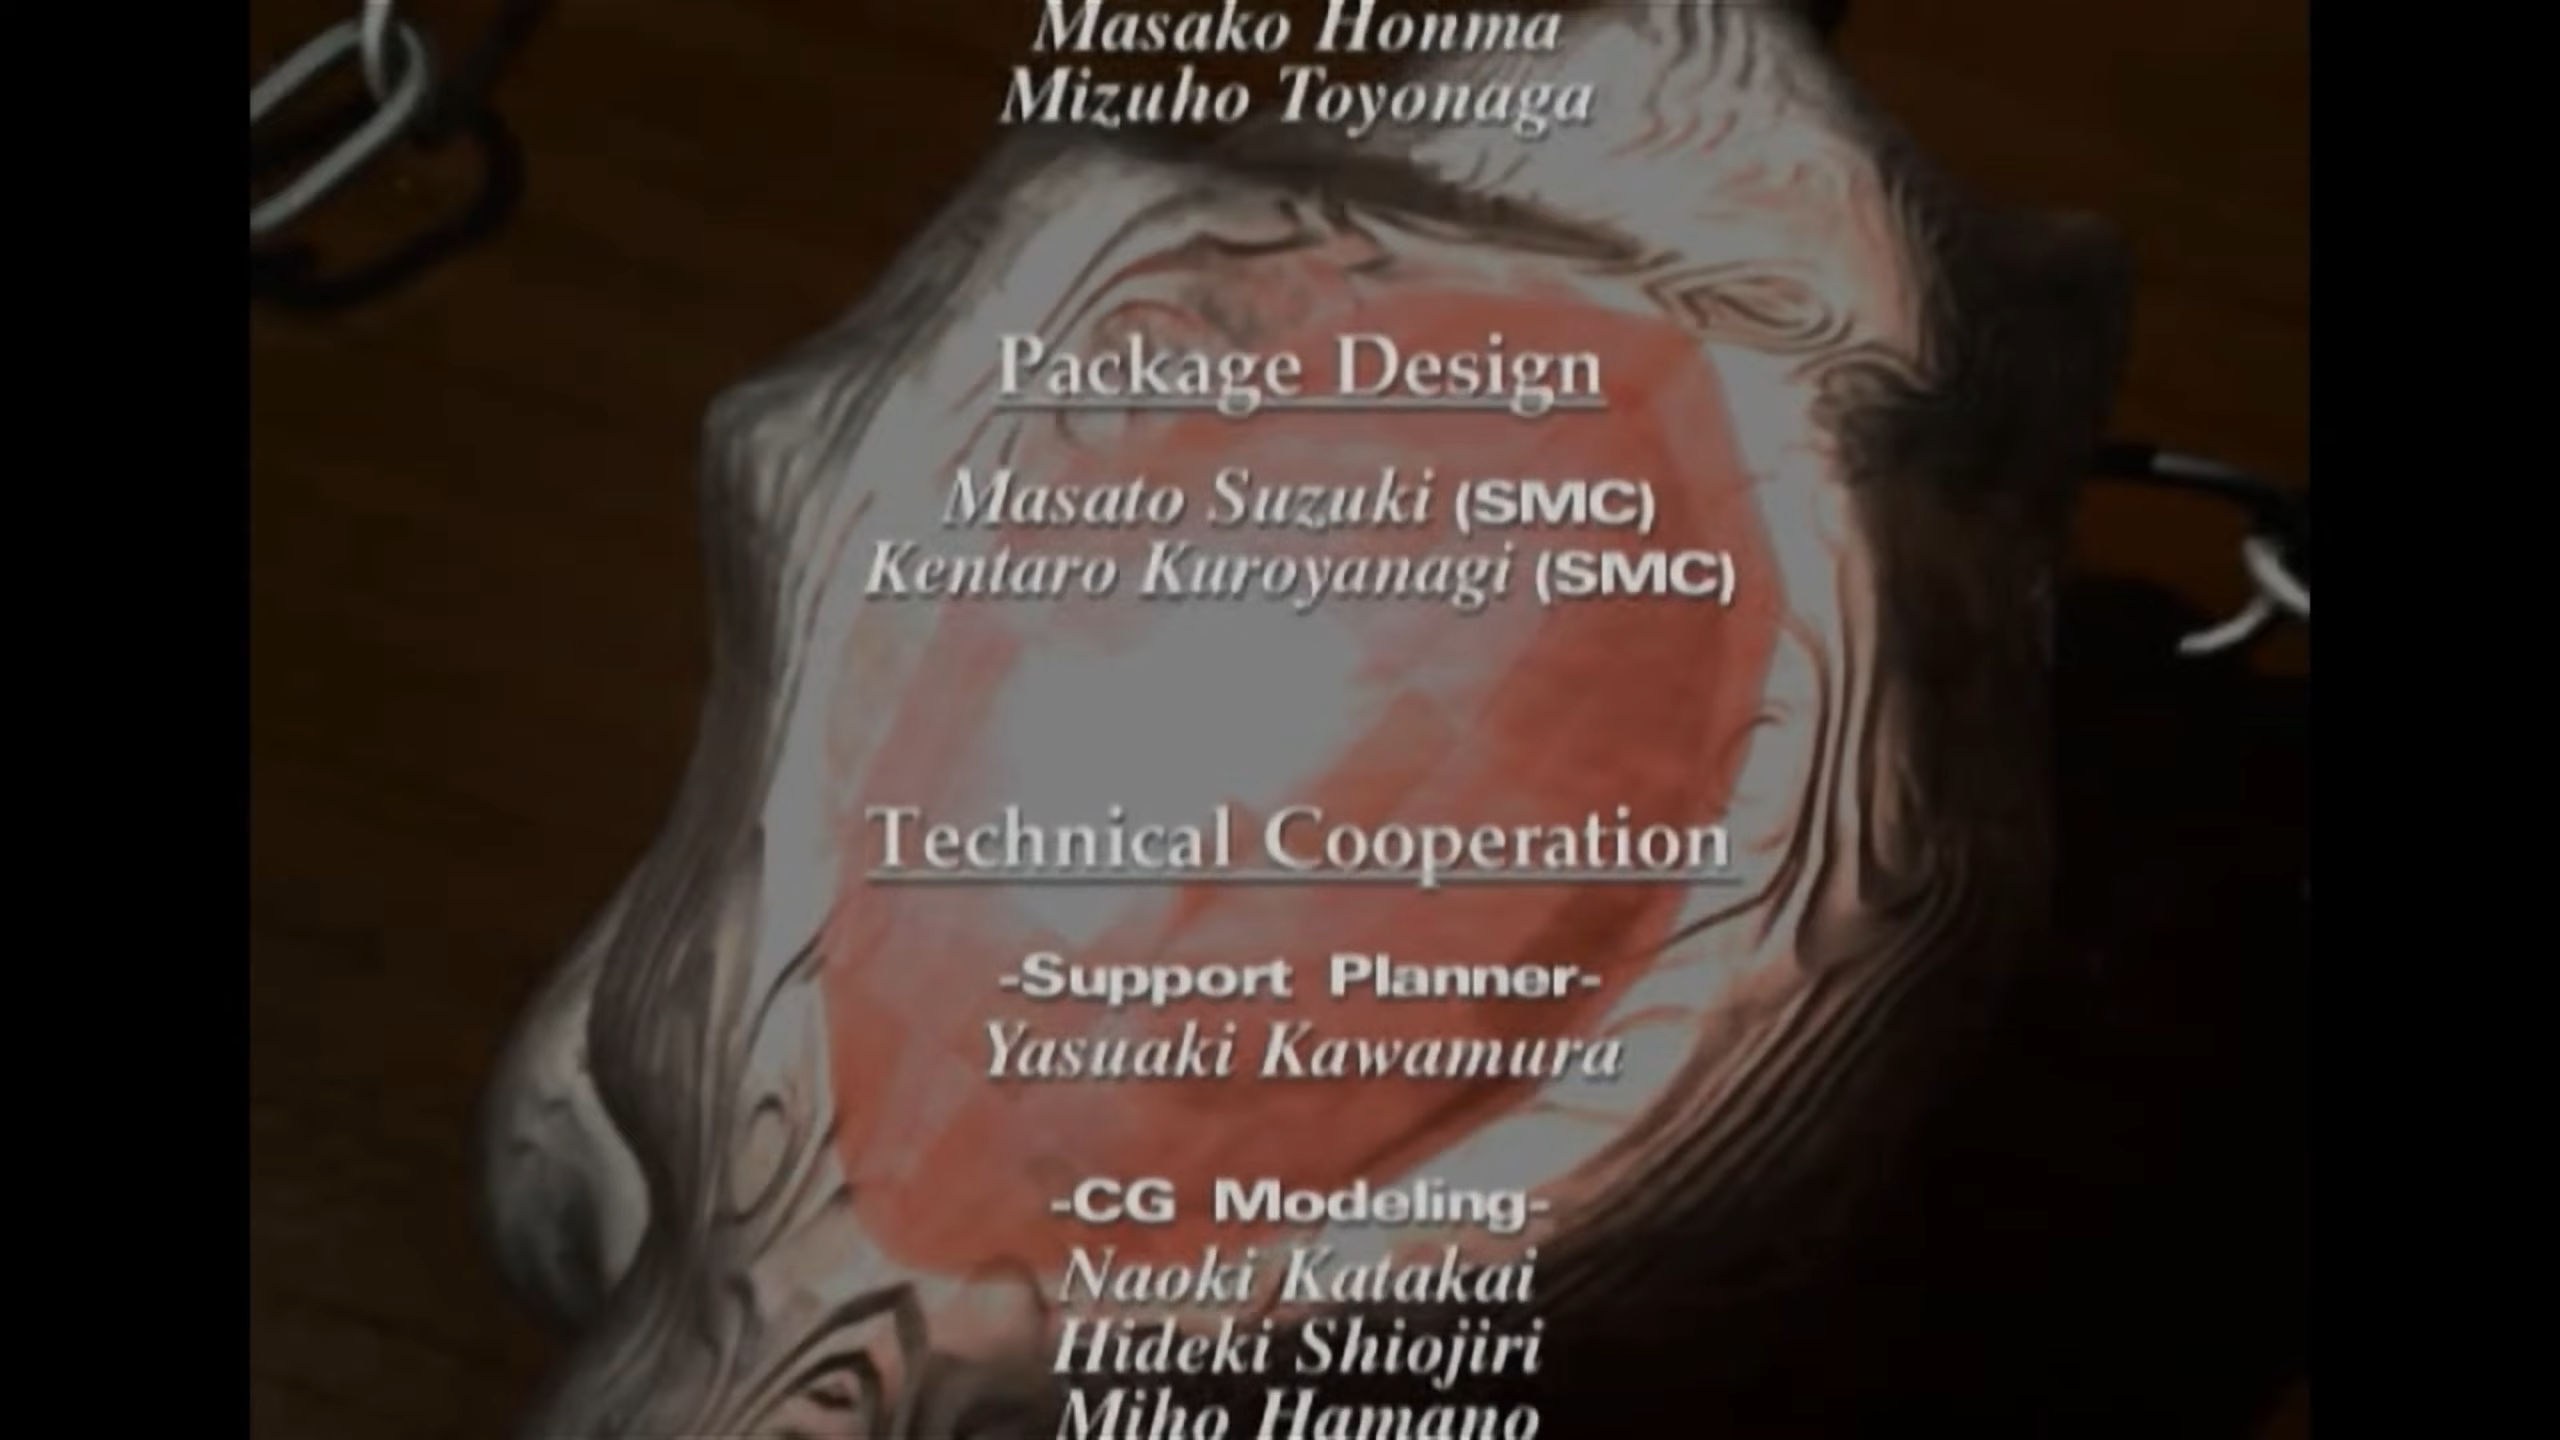 Masako Honma
Mizuho Toyonaga
Package Design
Masato Suzuki (SMC)
Kentaro Kuroyanagi (SMC)
Technical Cooperation
-Support Planner-
Yasuaki Kawamura
-CG Modeling-
Naoki Katakai
Hideki Shiojiri
Miho Hamano